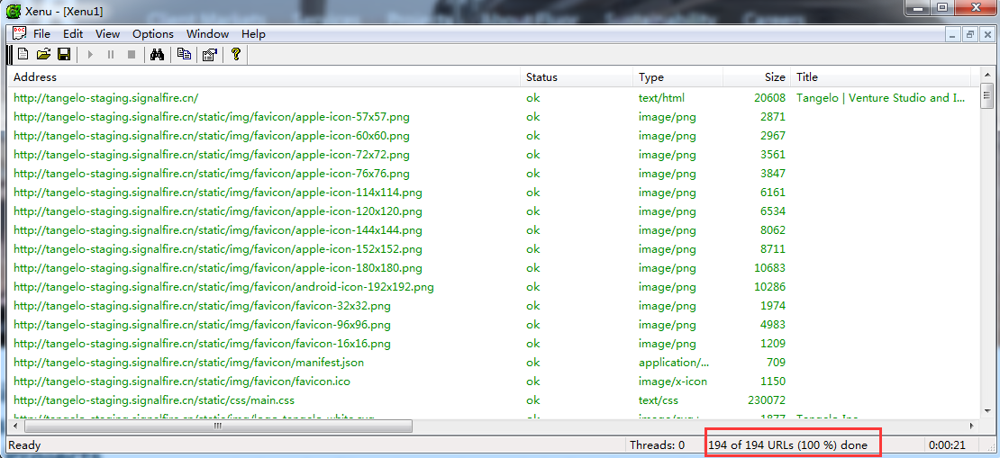 Xenu - [Xenu1]
File Edit View Options Window Help
Address Status Type Size Title
http://tangelo-staging.signalfire.cn/ ok text/html 20608 Tangelo | Venture Studio and I...
http://tangelo-staging.signalfire.cn/static/img/favicon/apple-icon-57x57.png ok image/png 2871
http://tangelo-staging.signalfire.cn/static/img/favicon/apple-icon-60x60.png ok image/png 2967
http://tangelo-staging.signalfire.cn/static/img/favicon/apple-icon-72x72.png ok image/png 3561
http://tangelo-staging.signalfire.cn/static/img/favicon/apple-icon-76x76.png ok image/png 3847
http://tangelo-staging.signalfire.cn/static/img/favicon/apple-icon-114x114.png ok image/png 6161
http://tangelo-staging.signalfire.cn/static/img/favicon/apple-icon-120x120.png ok image/png 6534
http://tangelo-staging.signalfire.cn/static/img/favicon/apple-icon-144x144.png ok image/png 8062
http://tangelo-staging.signalfire.cn/static/img/favicon/apple-icon-152x152.png ok image/png 8711
http://tangelo-staging.signalfire.cn/static/img/favicon/apple-icon-180x180.png ok image/png 10683
http://tangelo-staging.signalfire.cn/static/img/favicon/android-icon-192x192.png ok image/png 10286
http://tangelo-staging.signalfire.cn/static/img/favicon/favicon-32x32.png ok image/png 1974
http://tangelo-staging.signalfire.cn/static/img/favicon/favicon-96x96.png ok image/png 4983
http://tangelo-staging.signalfire.cn/static/img/favicon/favicon-16x16.png ok image/png 1209
http://tangelo-staging.signalfire.cn/static/img/favicon/manifest.json ok application/... 709
http://tangelo-staging.signalfire.cn/static/img/favicon/favicon.ico ok image/x-icon 1150
http://tangelo-staging.signalfire.cn/static/css/main.css ok text/css 230072
Ready Threads: 0 194 of 194 URLs (100 %) done 0:00:21